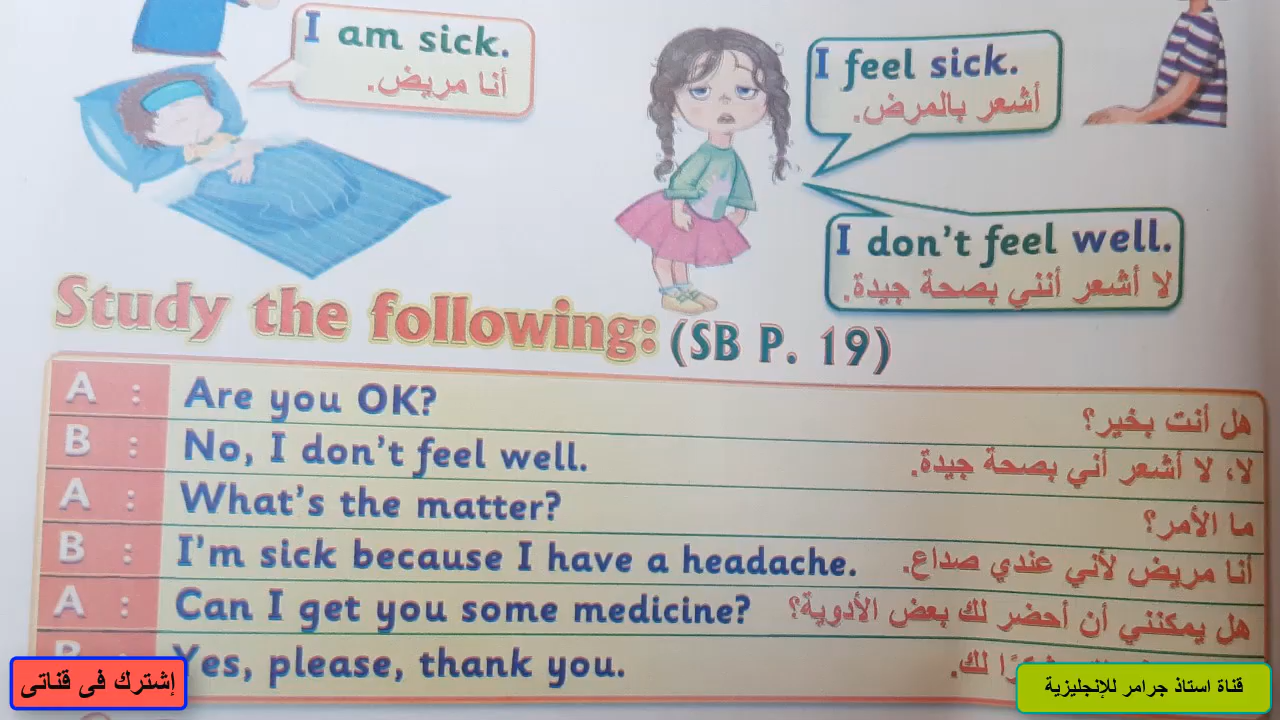 I am sick.
أنا مريض.
I feel sick.
أشعر بالمرض.
I don't feel well.
لا أشعر أنني بصحة جيدة.
Study the following: (SB P. 19)
A : Are you OK? هل أنت بخير؟
B : No, I don't feel well. لا، لا أشعر أني بصحة جيدة.
A : What's the matter? ما الأمر؟
B : I'm sick because I have a headache. أنا مريض لأني عندي صداع.
A : Can I get you some medicine? هل يمكنني أن أحضر لك بعض الأدوية؟
B Yes, please, thank you. لك.
إشترك فى قناتى
قناة استاذ جرامر للإنجليزية